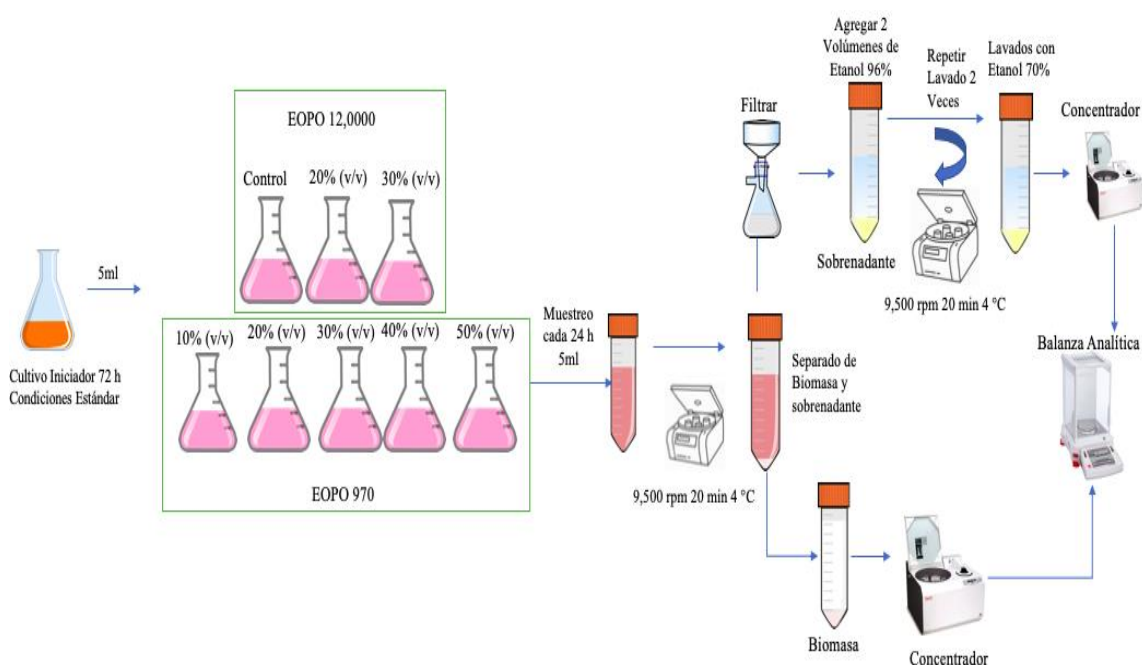 EOPO 12,0000
Control
20% (v/v)
30% (v/v)
5ml
Cultivo Iniciador 72 h
Condiciones Estándar
10% (v/v)
20% (v/v)
30% (v/v)
40% (v/v)
50% (v/v)
EOPO 970
Muestreo
cada 24 h
5ml
9,500 rpm 20 min 4 °C
Separado de
Biomasa y
sobrenadante
Filtrar
Agregar 2
Volúmenes de
Etanol 96%
Sobrenadante
Repetir
Lavado 2
Veces
9,500 rpm 20 min 4 °C
Lavados con
Etanol 70%
Concentrador
Balanza Analítica
Biomasa
Concentrador